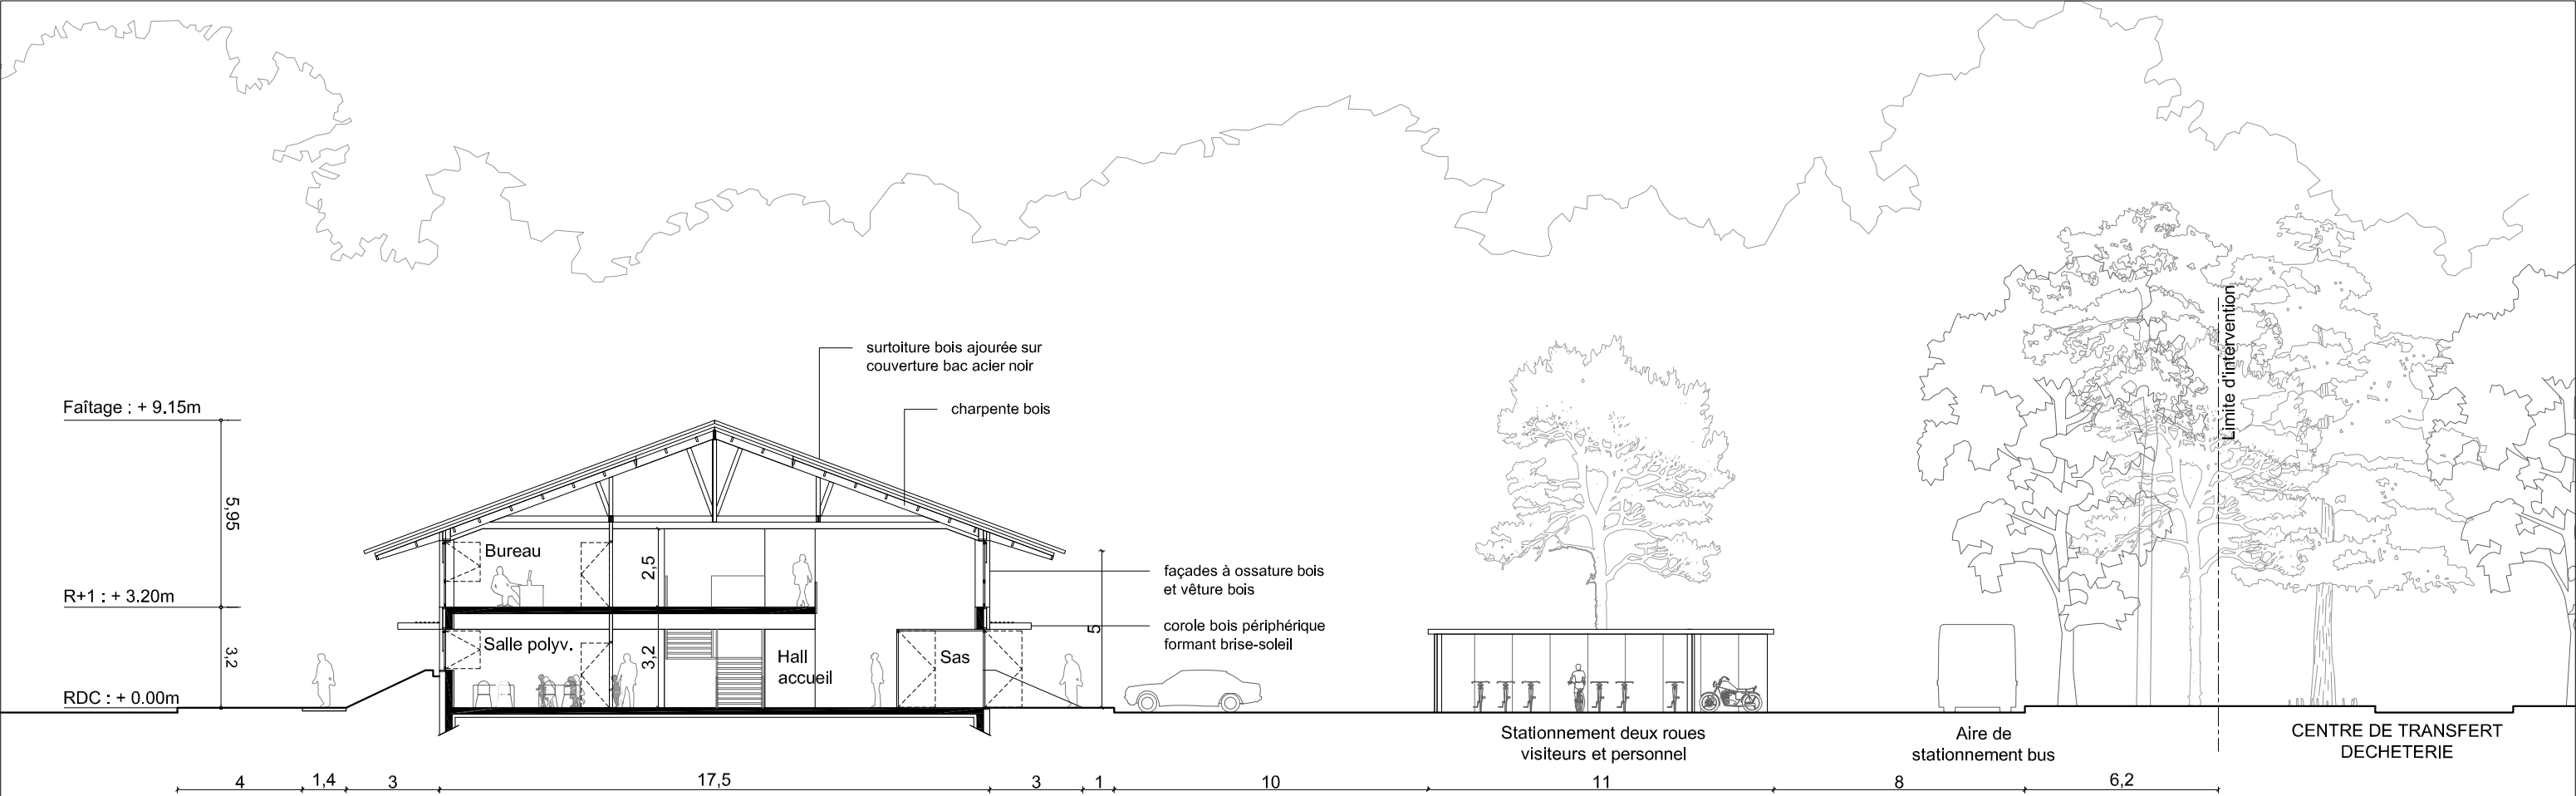 surtoiture bois ajourée sur
couverture bac acier noir
Faîtage : + 9.15m
charpente bois
Limite d'intervention
5,95
Bureau
2,5
façades à ossature bois
et vêture bois
R+1 : + 3.20m
corole bois périphérique
formant brise-soleil
5
Salle polyv.
3,2
3,2
Hall
accueil
Sas
RDC : + 0.00m
Stationnement deux roues
visiteurs et personnel
Aire de
stationnement bus
CENTRE DE TRANSFERT
DECHETERIE
4 1,4 3 17,5 3 1 10 11 8 6,2